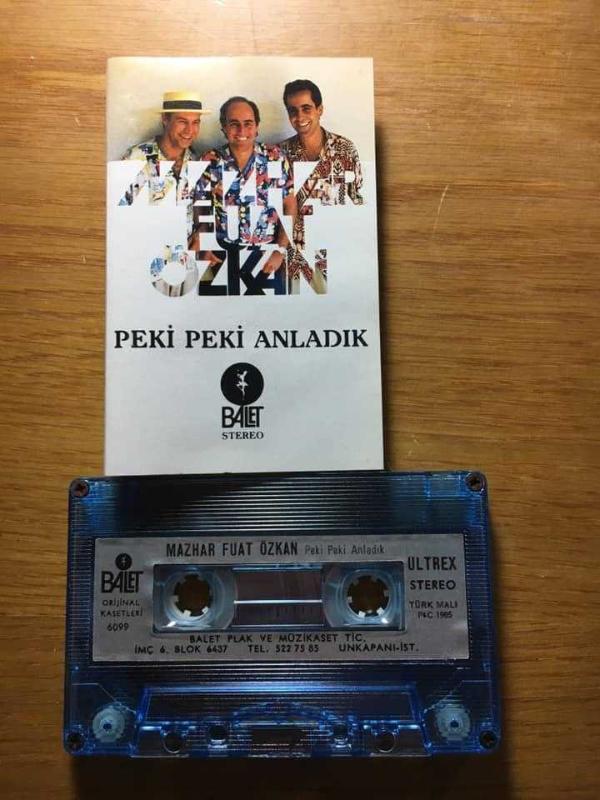 MAZHAR
FUAT
ÖZKAN
PEKİ PEKİ ANLADIK
BALET
STEREO
MAZHAR FUAT ÖZKAN Peki Peki Anladık
BALET
ORİJİNAL
KASETLERİ
6099
ULTREX
STEREO
TÜRK MALI
P&C 1985
BALET PLAK VE MÜZİKASET TİC.
İMÇ 6. BLOK 6437 TEL. 522 75 85 UNKAPANI-İST.